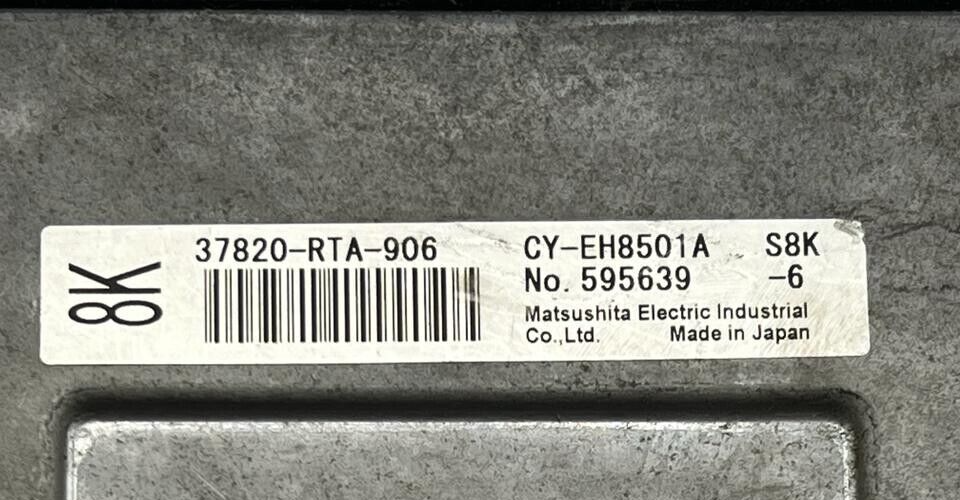 8K
37820-RTA-906
CY-EH8501A S8K
No. 595639 -6
Matsushita Electric Industrial
Co.,Ltd. Made in Japan